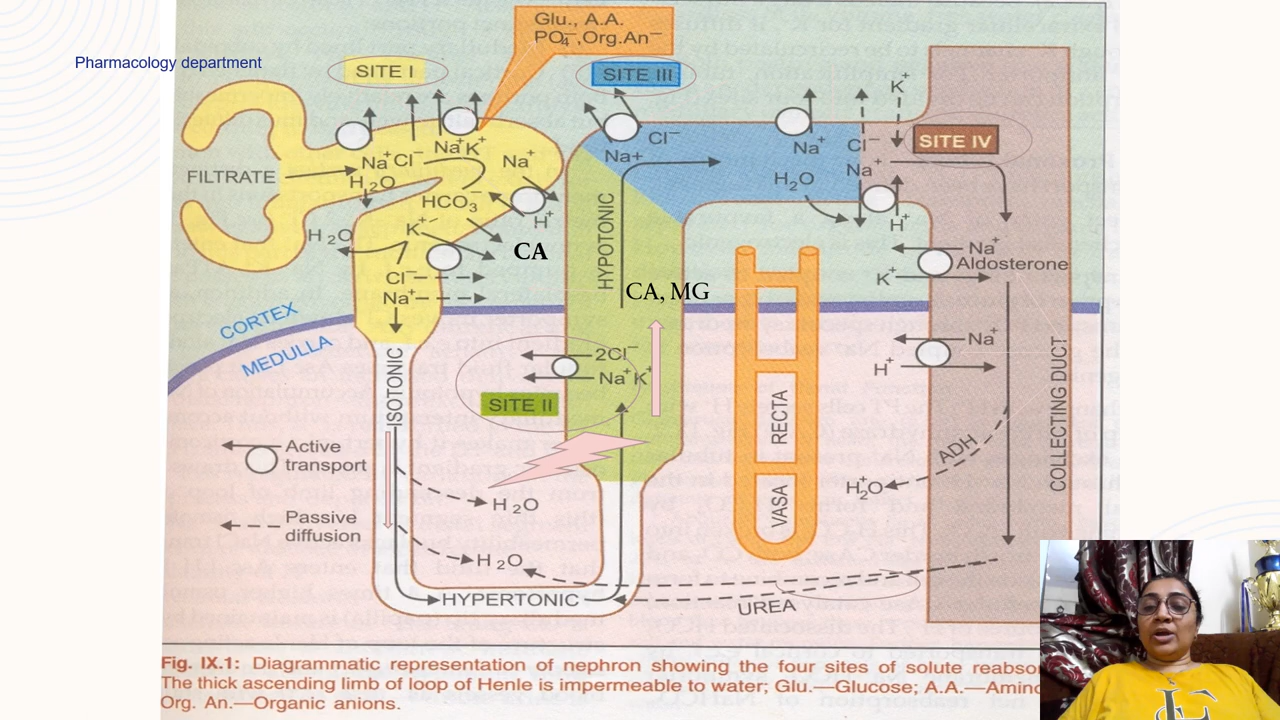 Pharmacology department
Glu., A.A.
PO₄⁻,Org.An⁻
SITE I
SITE III
K⁺
Cl⁻
Na+
Na⁺
Cl⁻
SITE IV
Na⁺Cl⁻
Na⁺K⁺
Na⁺
FILTRATE
H₂O
HCO₃⁻
H₂O
Na⁺
H⁺
H⁺
K⁺
H₂O
CA
HYPOTONIC
Na⁺
Aldosterone
K⁺
Cl⁻
Na⁺
CA, MG
CORTEX
MEDULLA
ISOTONIC
2Cl⁻
Na⁺K⁺
Na⁺
H⁺
SITE II
VASA RECTA
COLLECTING DUCT
Active
transport
ADH
H₂O
H₂O
Passive
diffusion
H₂O
HYPERTONIC
UREA
Fig. IX.1: Diagrammatic representation of nephron showing the four sites of solute
The thick ascending limb of loop of Henle is impermeable to water; Glu.—Glucose; A.A.
Org. An.—Organic anions.